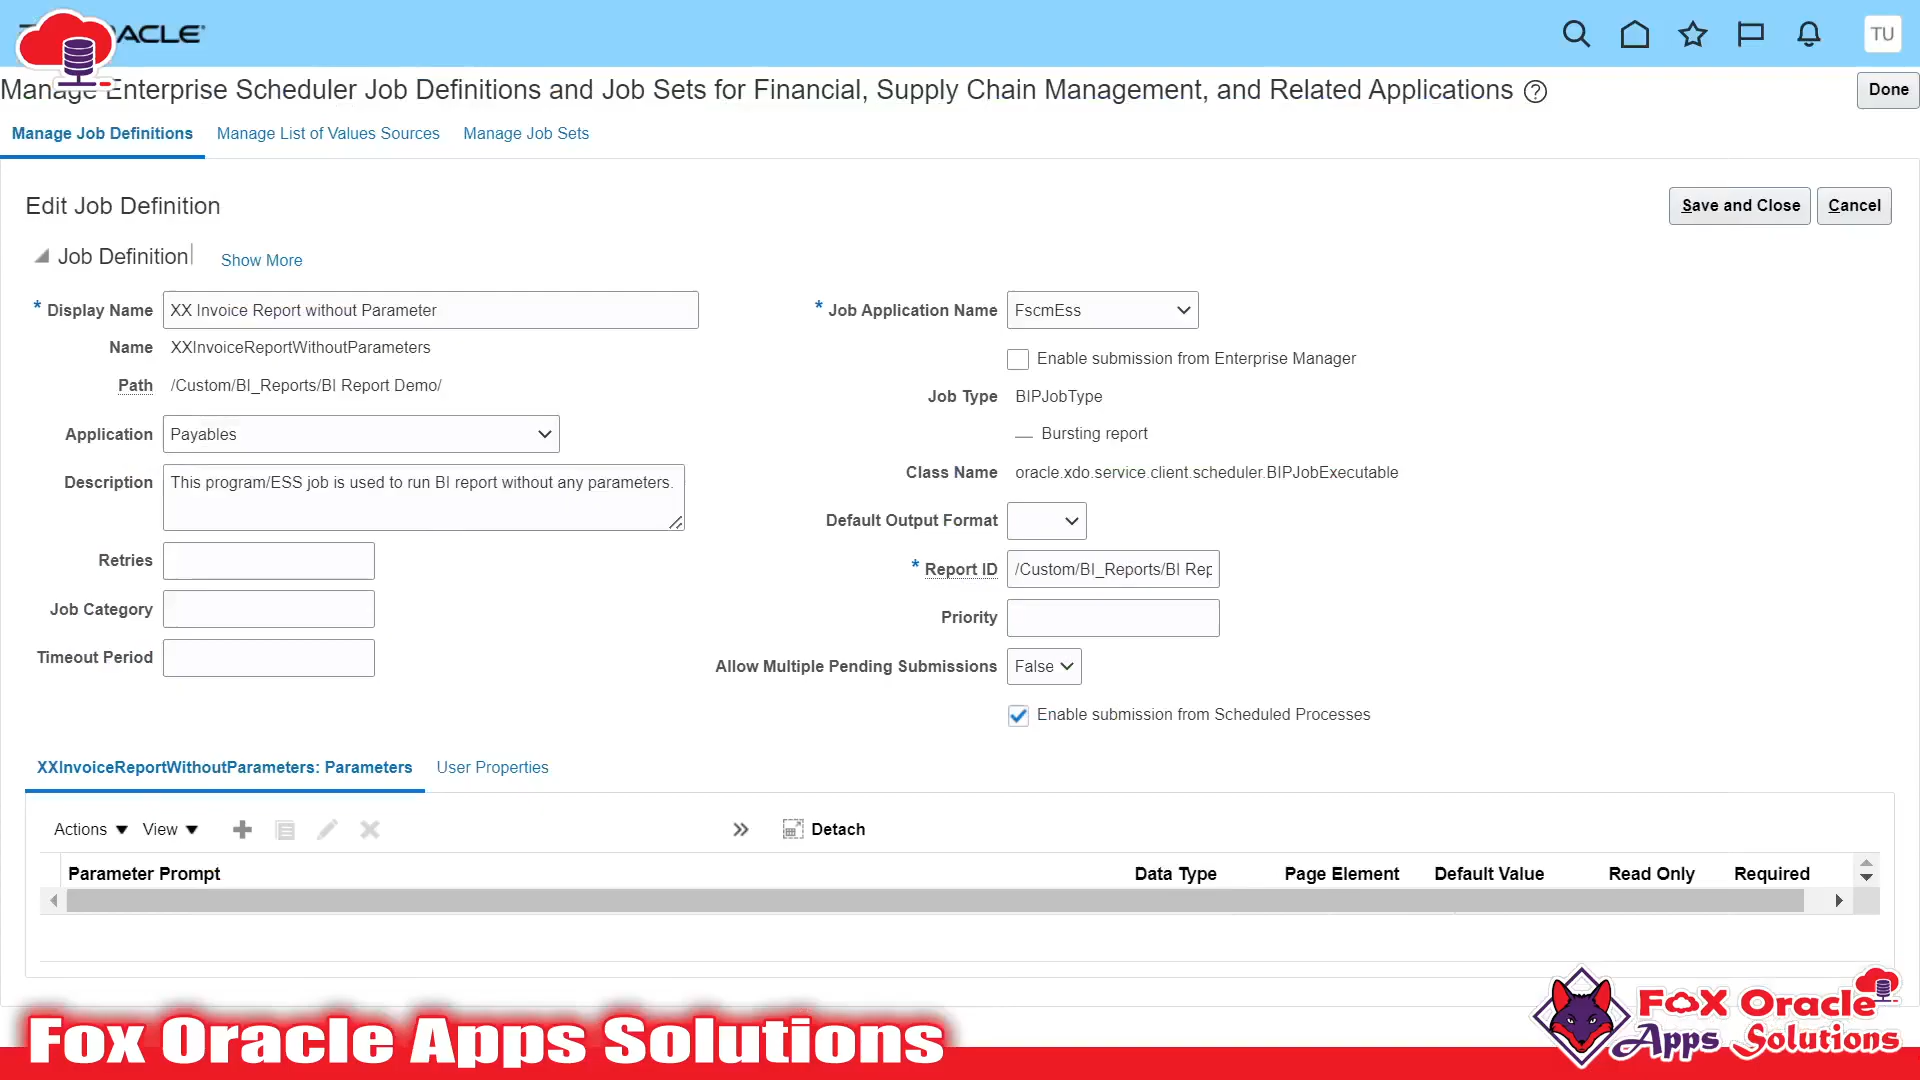 ACLE
TU
Manage Enterprise Scheduler Job Definitions and Job Sets for Financial, Supply Chain Management, and Related Applications ?
Done
Manage Job Definitions Manage List of Values Sources Manage Job Sets
Edit Job Definition
Save and Close Cancel
Job Definition Show More
* Display Name XX Invoice Report without Parameter
Name XXInvoiceReportWithoutParameters
Path /Custom/BI_Reports/BI Report Demo/
Application Payables
Description This program/ESS job is used to run BI report without any parameters.
Retries
Job Category
Timeout Period
* Job Application Name FscmEss
Enable submission from Enterprise Manager
Job Type BIPJobType
Bursting report
Class Name oracle.xdo.service.client.scheduler.BIPJobExecutable
Default Output Format
* Report ID /Custom/BI_Reports/BI Rep
Priority
Allow Multiple Pending Submissions False
Enable submission from Scheduled Processes
XXInvoiceReportWithoutParameters: Parameters User Properties
Actions View Detach
Parameter Prompt Data Type Page Element Default Value Read Only Required
Fox Oracle Apps Solutions
Fox Oracle
Apps Solutions